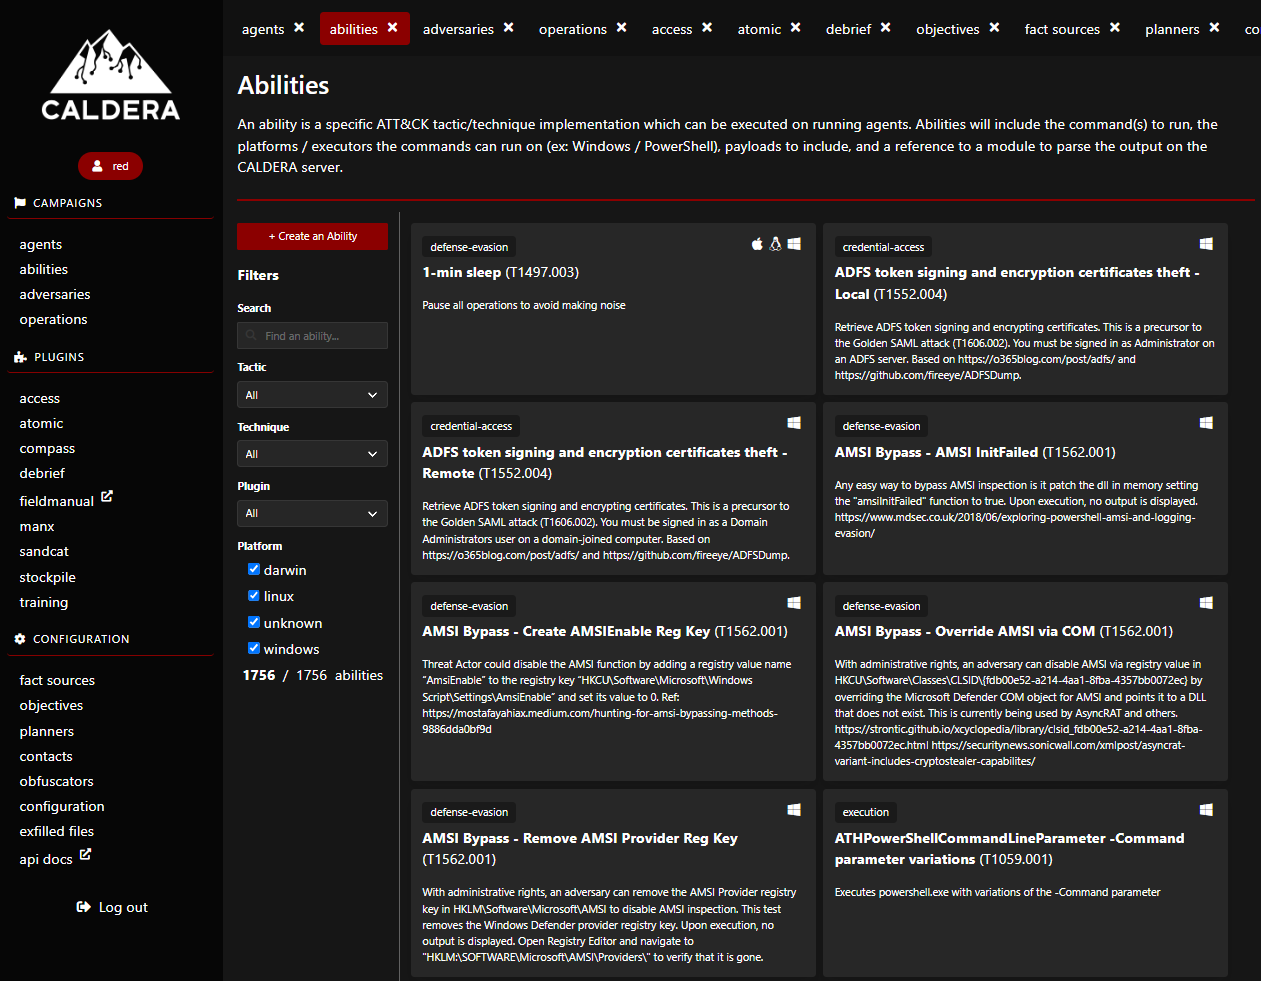 CALDERA
red
CAMPAIGNS
agents
abilities
adversaries
operations
PLUGINS
access
atomic
compass
debrief
fieldmanual
manx
sandcat
stockpile
training
CONFIGURATION
fact sources
objectives
planners
contacts
obfuscators
configuration
exfilled files
api docs
Log out
agents abilities adversaries operations access atomic debrief objectives fact sources planners co
Abilities
An ability is a specific ATT&CK tactic/technique implementation which can be executed on running agents. Abilities will include the command(s) to run, the
platforms / executors the commands can run on (ex: Windows / PowerShell), payloads to include, and a reference to a module to parse the output on the
CALDERA server.
+ Create an Ability
Filters
Search
Find an ability...
Tactic
All
Technique
All
Plugin
All
Platform
darwin
linux
unknown
windows
1756 / 1756 abilities
defense-evasion
1-min sleep (T1497.003)
Pause all operations to avoid making noise
credential-access
ADFS token signing and encryption certificates theft -
Local (T1552.004)
Retrieve ADFS token signing and encrypting certificates. This is a precursor to
the Golden SAML attack (T1606.002). You must be signed in as Administrator on
an ADFS server. Based on https://o365blog.com/post/adfs/ and
https://github.com/fireeye/ADFSDump.
credential-access
ADFS token signing and encryption certificates theft -
Remote (T1552.004)
Retrieve ADFS token signing and encrypting certificates. This is a precursor to
the Golden SAML attack (T1606.002). You must be signed in as a Domain
Administrators user on a domain-joined computer. Based on
https://o365blog.com/post/adfs/ and https://github.com/fireeye/ADFSDump.
defense-evasion
AMSI Bypass - AMSI InitFailed (T1562.001)
Any easy way to bypass AMSI inspection is it patch the dll in memory setting
the "amsiInitFailed" function to true. Upon execution, no output is displayed.
https://www.mdsec.co.uk/2018/06/exploring-powershell-amsi-and-logging-
evasion/
defense-evasion
AMSI Bypass - Create AMSIEnable Reg Key (T1562.001)
Threat Actor could disable the AMSI function by adding a registry value name
"AmsiEnable" to the registry key "HKCU\Software\Microsoft\Windows
Script\Settings\AmsiEnable" and set its value to 0. Ref:
https://mostafayahiax.medium.com/hunting-for-amsi-bypassing-methods-
9886dda0bf9d
defense-evasion
AMSI Bypass - Override AMSI via COM (T1562.001)
With administrative rights, an adversary can disable AMSI via registry value in
HKCU\Software\Classes\CLSID\{fdb00e52-a214-4aa1-8fba-4357bb0072ec} by
overriding the Microsoft Defender COM object for AMSI and points it to a DLL
that does not exist. This is currently being used by AsyncRAT and others.
https://strontic.github.io/xcyclopedia/library/clsid_fdb00e52-a214-4aa1-8fba-
4357bb0072ec.html https://securitynews.sonicwall.com/xmlpost/asyncrat-
variant-includes-cryptostealer-capabilites/
defense-evasion
AMSI Bypass - Remove AMSI Provider Reg Key
(T1562.001)
With administrative rights, an adversary can remove the AMSI Provider registry
key in HKLM\Software\Microsoft\AMSI to disable AMSI inspection. This test
removes the Windows Defender provider registry key. Upon execution, no
output is displayed. Open Registry Editor and navigate to
"HKLM:\SOFTWARE\Microsoft\AMSI\Providers\" to verify that it is gone.
execution
ATHPowerShellCommandLineParameter -Command
parameter variations (T1059.001)
Executes powershell.exe with variations of the -Command parameter